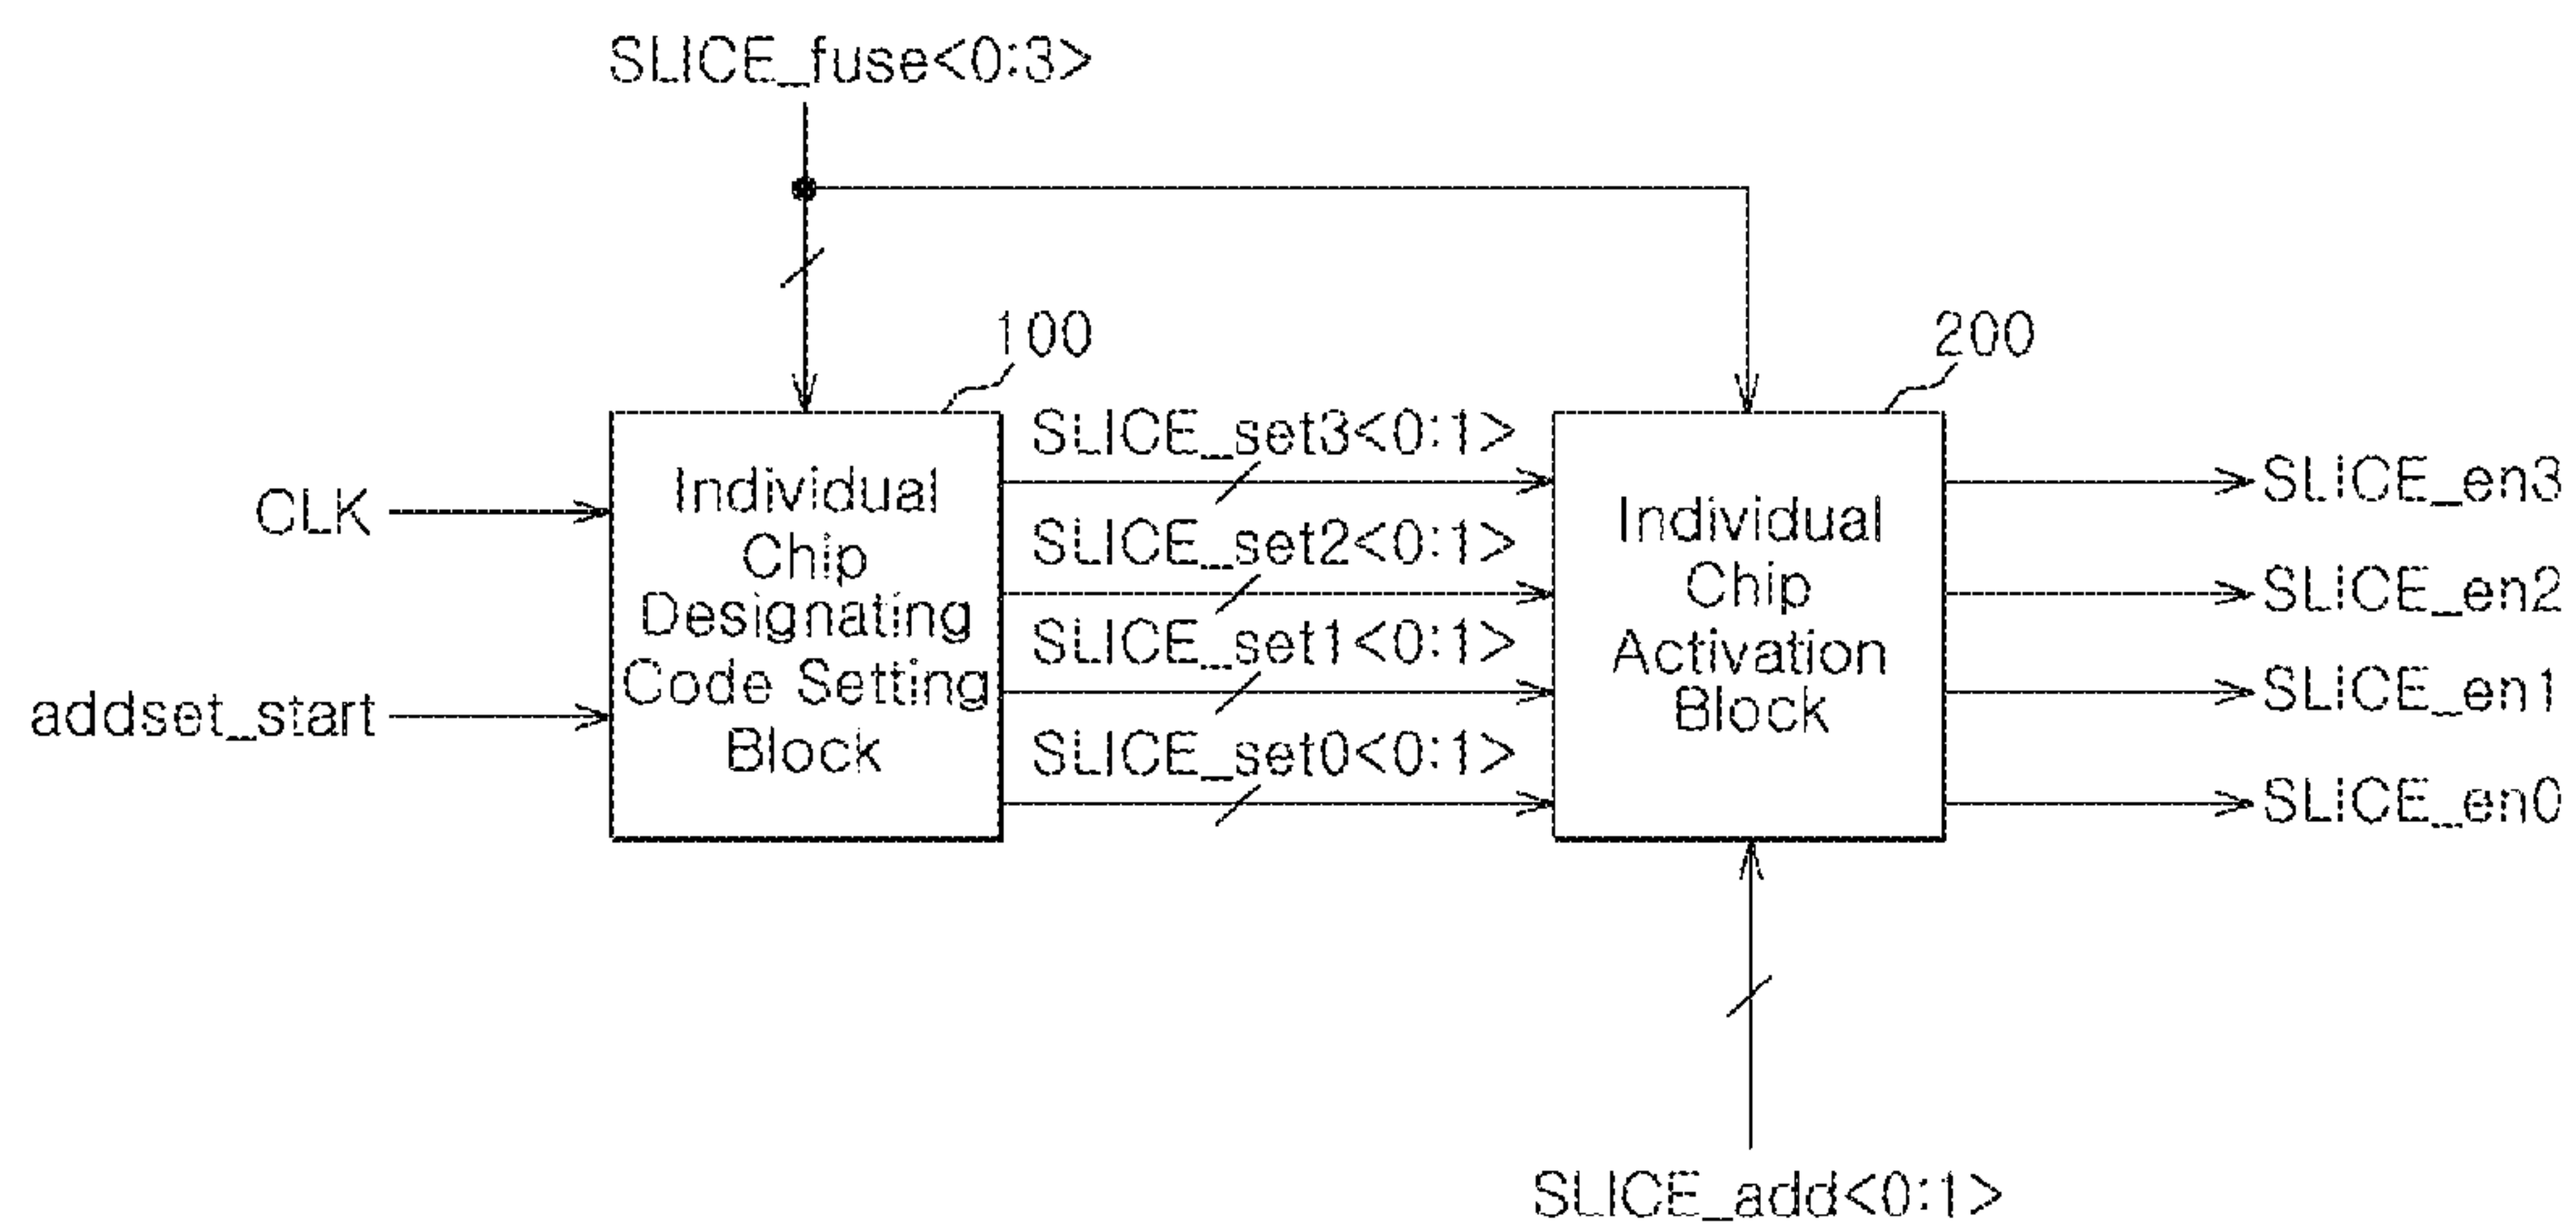 SLICE_fuse<0:3>
100
200
CLK
addset_start
Individual
Chip
Designating
Code Setting
Block
SLICE_set3<0:1>
SLICE_set2<0:1>
SLICE_set1<0:1>
SLICE_set0<0:1>
Individual
Chip
Activation
Block
SLICE_en3
SLICE_en2
SLICE_en1
SLICE_en0
SLICE_add<0:1>